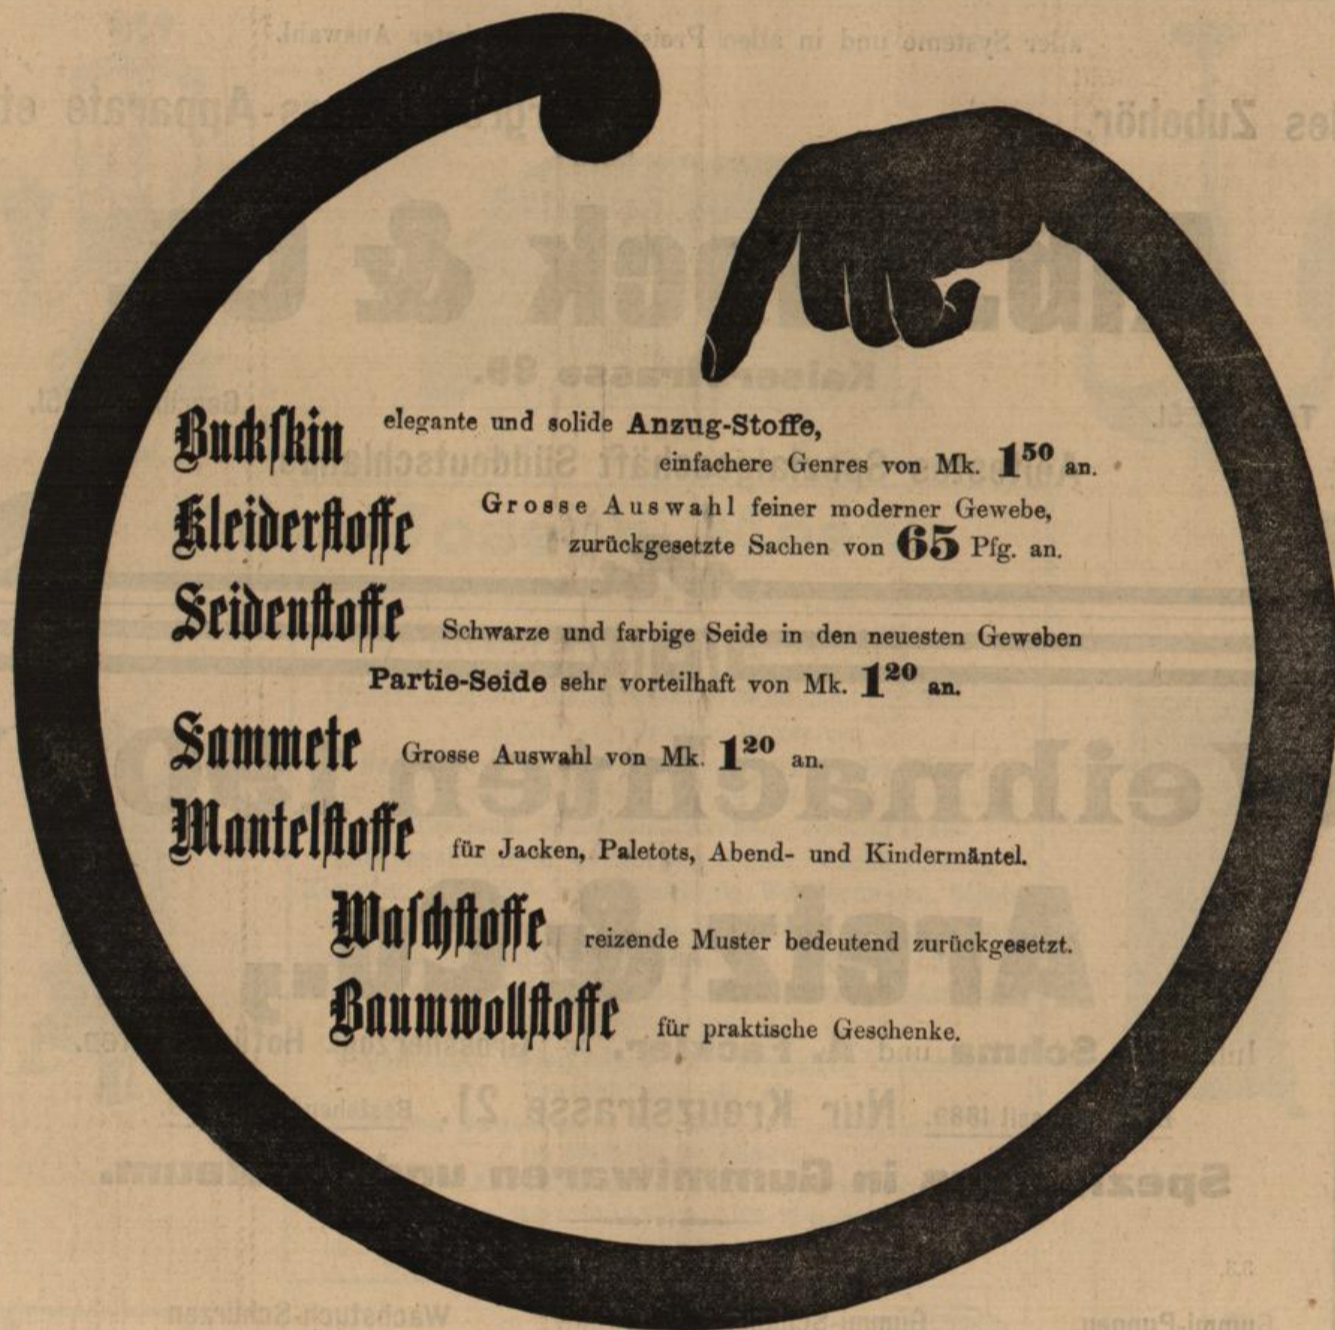 Buckſkin elegante und solide Anzug-Stoffe,
einfachere Genres von Mk. 1⁵⁰ an.
Kleiderſtoffe Grosse Auswahl feiner moderner Gewebe,
zurückgesetzte Sachen von 65 Pfg. an.
Seidenſtoffe Schwarze und farbige Seide in den neuesten Geweben
Partie-Seide sehr vorteilhaft von Mk. 1²⁰ an.
Sammete Grosse Auswahl von Mk. 1²⁰ an.
Mantelſtoffe für Jacken, Paletots, Abend- und Kindermäntel.
Waſchſtoffe reizende Muster bedeutend zurückgesetzt.
Baumwollſtoffe für praktische Geschenke.